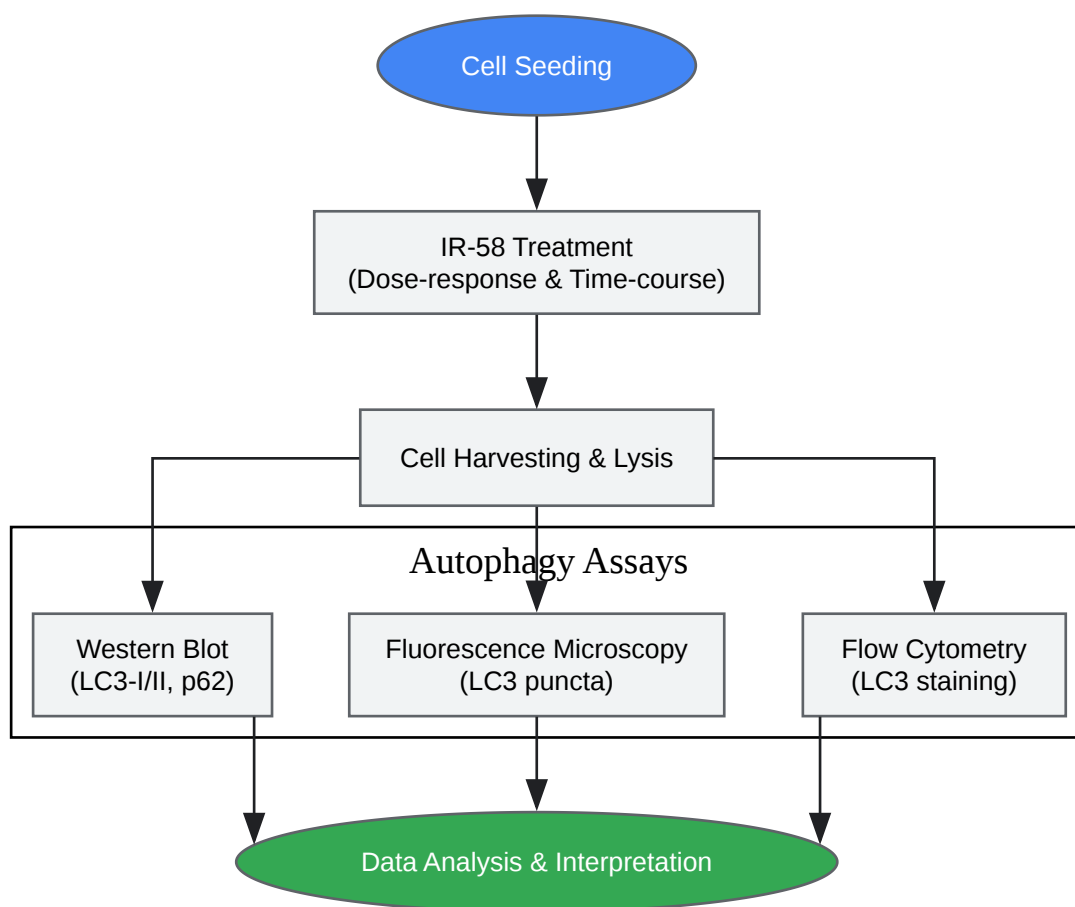 Cell Seeding
IR-58 Treatment
(Dose-response & Time-course)
Cell Harvesting & Lysis
Autophagy Assays
Western Blot
(LC3-I/II, p62)
Fluorescence Microscopy
(LC3 puncta)
Flow Cytometry
(LC3 staining)
Data Analysis & Interpretation